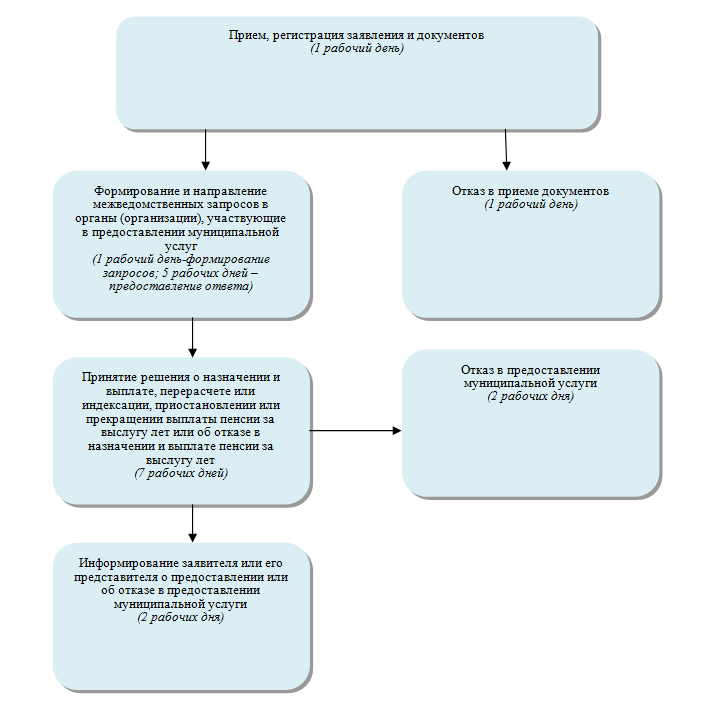 Прием, регистрация заявления и документов
(1 рабочий день)
Формирование и направление
межведомственных запросов в
органы (организации), участвующие
в предоставлении муниципальной
услуг
(1 рабочий день-формирование
запросов; 5 рабочих дней –
предоставление ответа)
Отказ в приеме документов
(1 рабочий день)
Принятие решения о назначении и
выплате, перерасчете или
индексации, приостановлении или
прекращении выплаты пенсии за
выслугу лет или об отказе в
назначении и выплате пенсии за
выслугу лет
(7 рабочих дней)
Отказ в предоставлении
муниципальной услуги
(2 рабочих дня)
Информирование заявителя или его
представителя о предоставлении или
об отказе в предоставлении
муниципальной услуги
(2 рабочих дня)